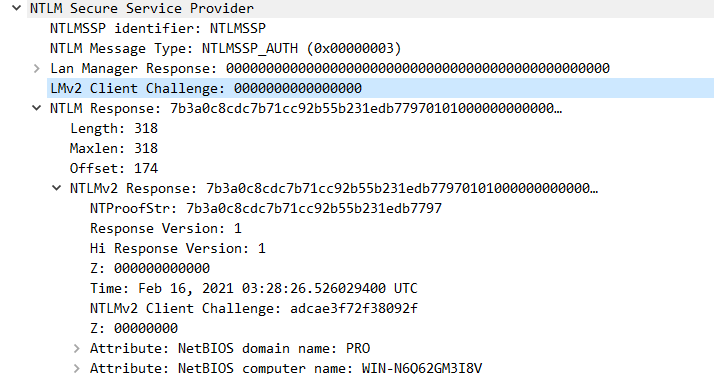 NTLM Secure Service Provider
NTLMSSP identifier: NTLMSSP
NTLM Message Type: NTLMSSP_AUTH (0x00000003)
Lan Manager Response: 000000000000000000000000000000000000000000000000
LMv2 Client Challenge: 0000000000000000
NTLM Response: 7b3a0c8cdc7b71cc92b55b231edb77970101000000000000…
Length: 318
Maxlen: 318
Offset: 174
NTLMv2 Response: 7b3a0c8cdc7b71cc92b55b231edb77970101000000000000…
NTProofStr: 7b3a0c8cdc7b71cc92b55b231edb7797
Response Version: 1
Hi Response Version: 1
Z: 000000000000
Time: Feb 16, 2021 03:28:26.526029400 UTC
NTLMv2 Client Challenge: adcae3f72f38092f
Z: 00000000
Attribute: NetBIOS domain name: PRO
Attribute: NetBIOS computer name: WIN-N6Q62GM3I8V